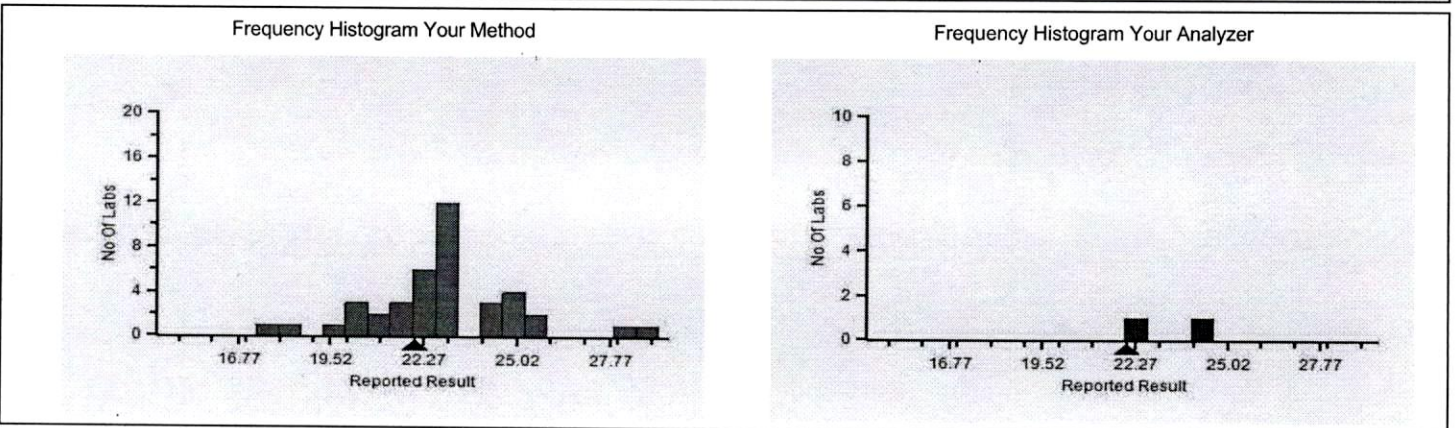 Frequency Histogram Your Method
20
16
12
8
4
0
No Of Labs
16.77 19.52 22.27 25.02 27.77
Reported Result
Frequency Histogram Your Analyzer
10
8
6
4
2
0
No Of Labs
16.77 19.52 22.27 25.02 27.77
Reported Result